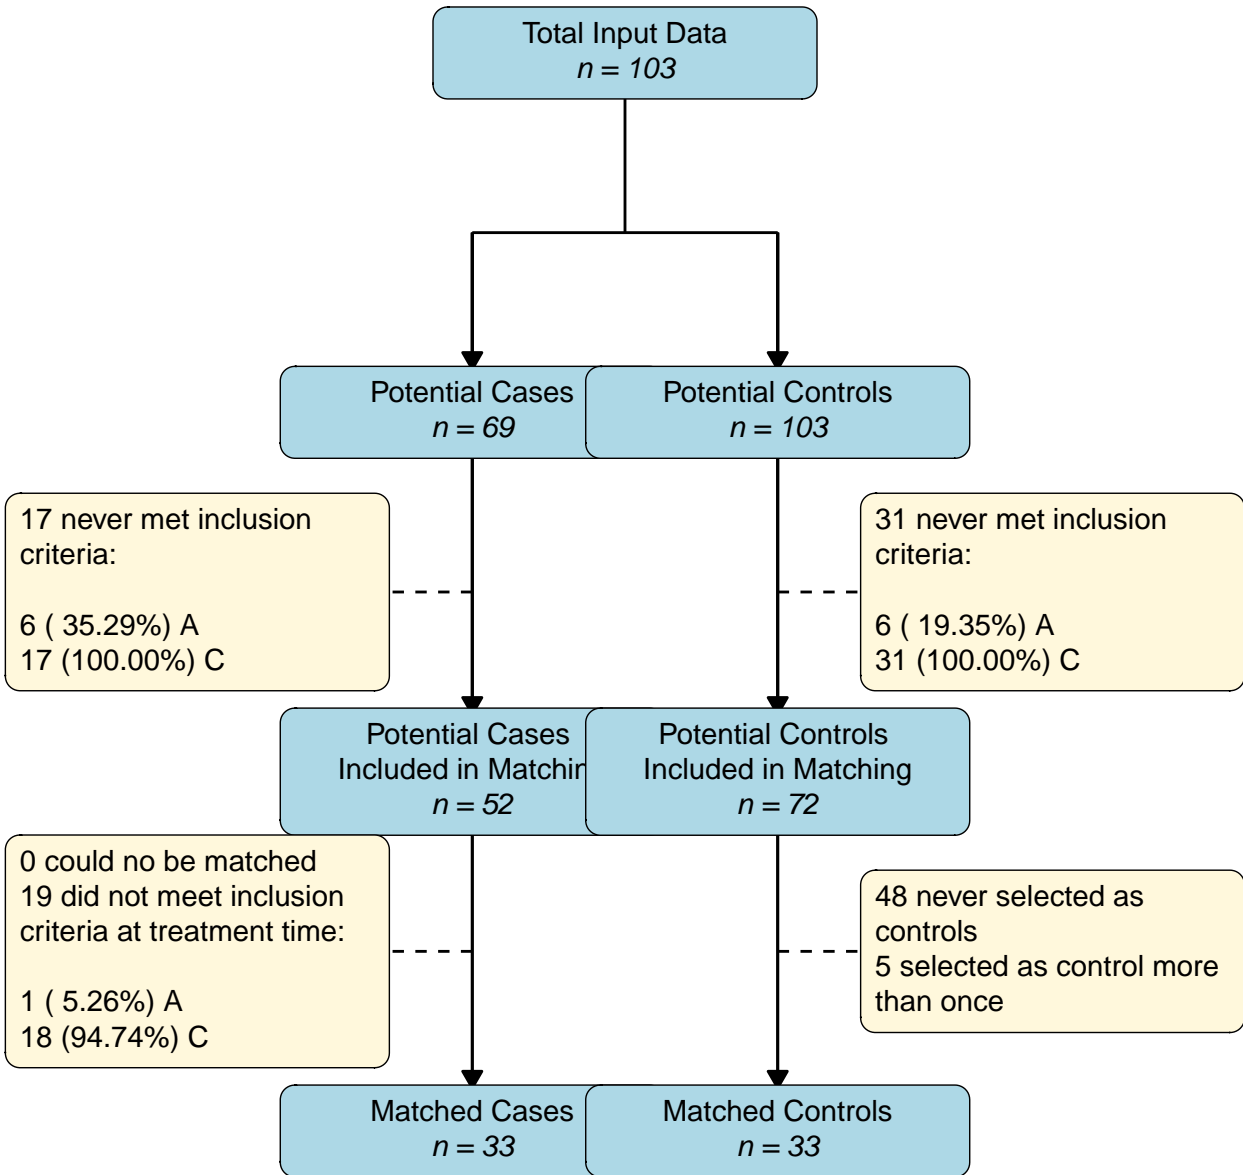 Total Input Data
n = 103
Potential Cases
n = 69
Potential Controls
n = 103
17 never met inclusion
criteria:
6 ( 35.29%) A
17 (100.00%) C
31 never met inclusion
criteria:
6 ( 19.35%) A
31 (100.00%) C
Potential Cases
Included in Matchin
n = 52
Potential Controls
Included in Matching
n = 72
0 could no be matched
19 did not meet inclusion
criteria at treatment time:
1 ( 5.26%) A
18 (94.74%) C
48 never selected as
controls
5 selected as control more
than once
Matched Cases
n = 33
Matched Controls
n = 33